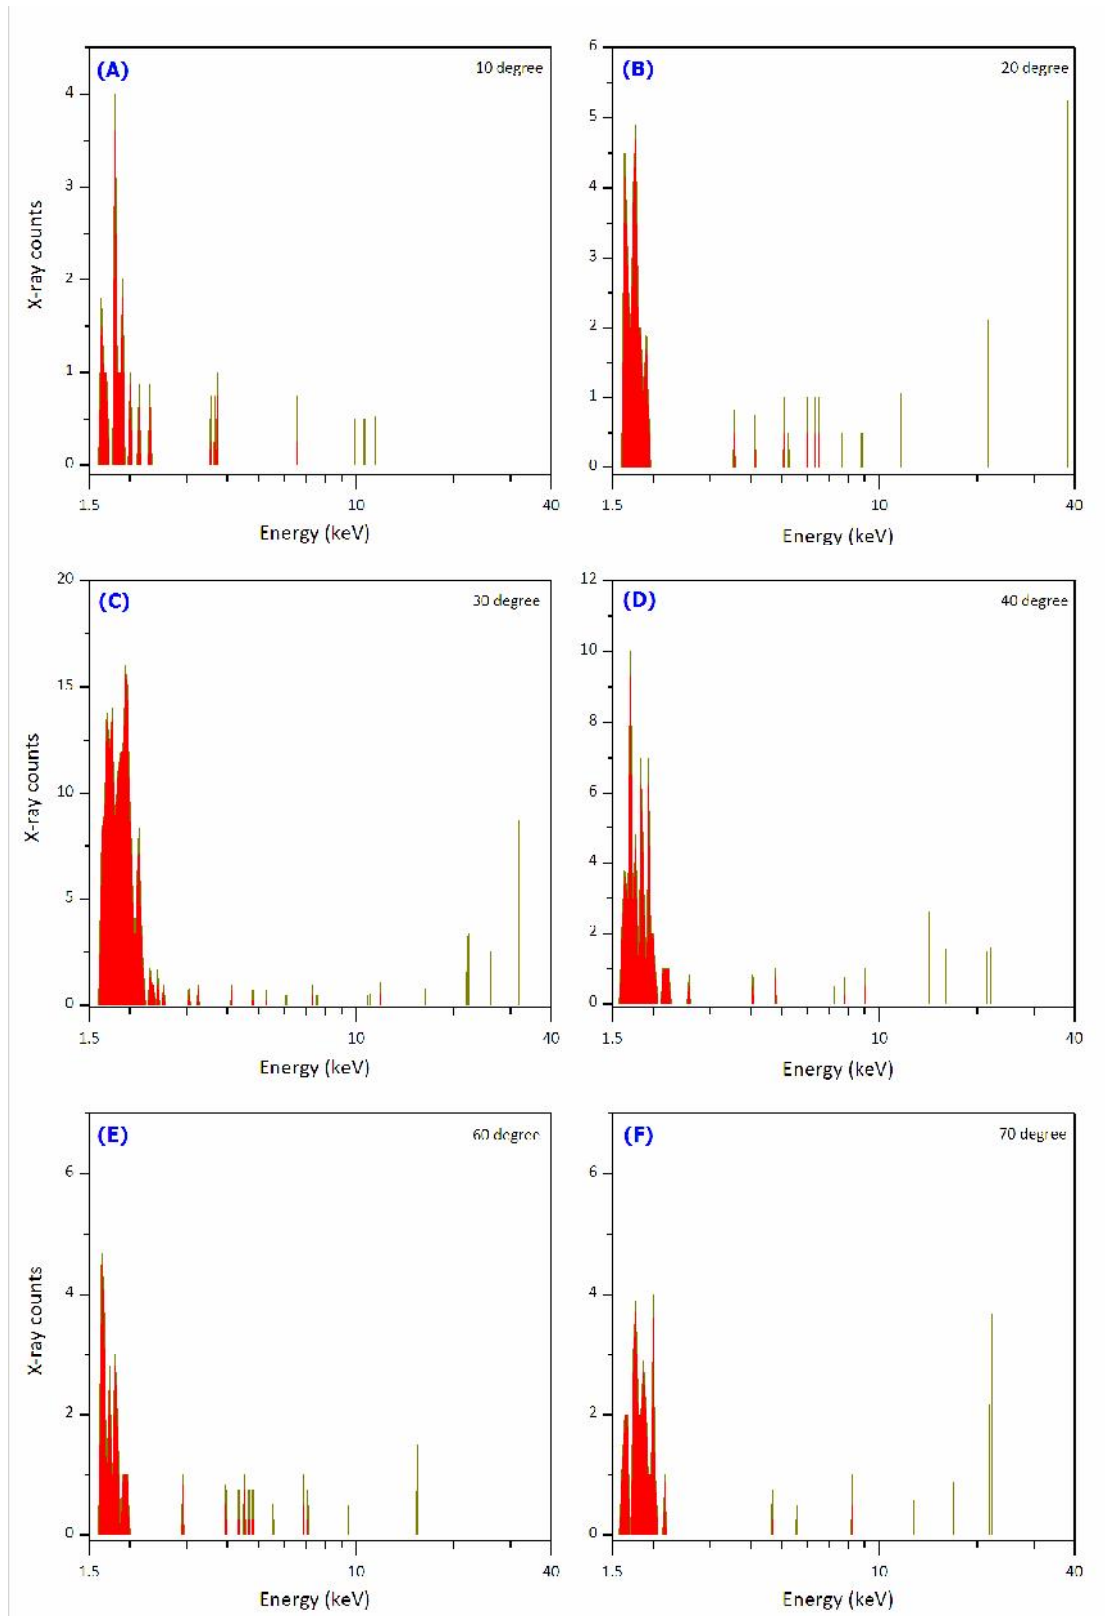 (A) 10 degree
4
3
2
1
0
X-ray counts
1.5 10 40
Energy (keV)
(B) 20 degree
6
5
4
3
2
1
0
1.5 10 40
Energy (keV)
(C) 30 degree
20
15
10
5
0
X-ray counts
1.5 10 40
Energy (keV)
(D) 40 degree
12
10
8
6
4
2
0
1.5 10 40
Energy (keV)
(E) 60 degree
6
4
2
0
X-ray counts
1.5 10 40
Energy (keV)
(F) 70 degree
6
4
2
0
1.5 10 40
Energy (keV)